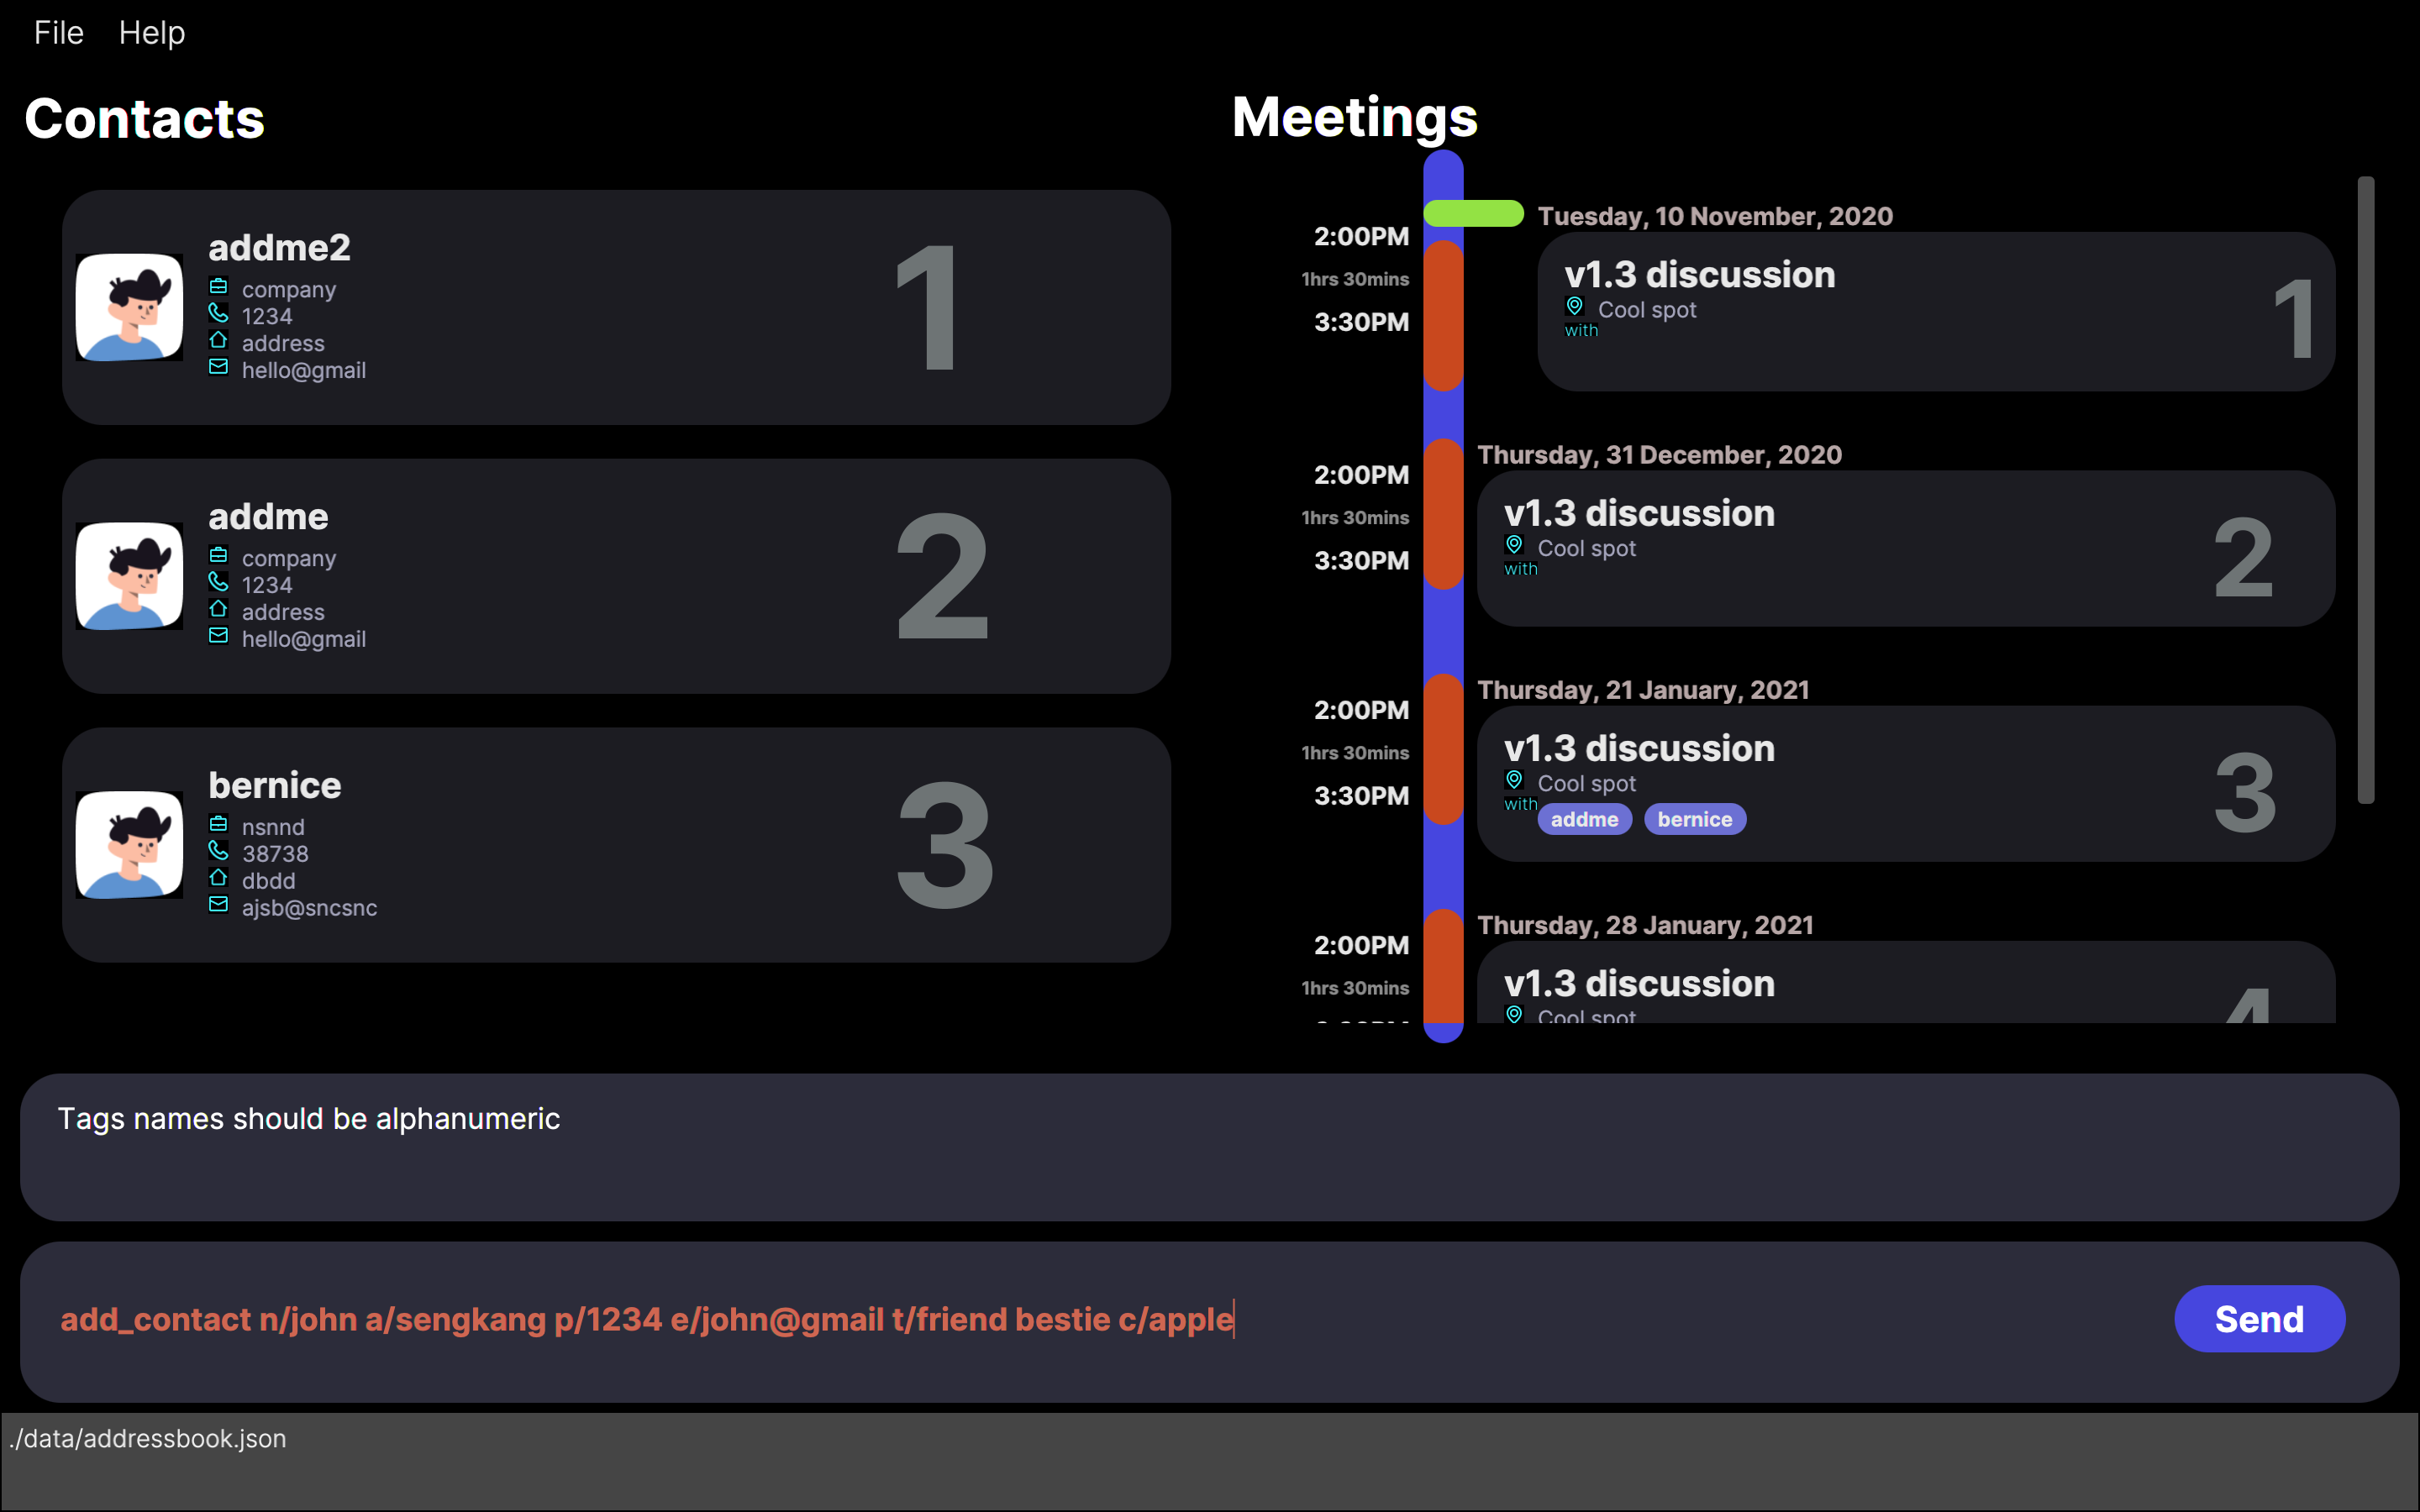 File Help
Contacts
addme2
company
1234
address
hello@gmail
1
addme
company
1234
address
hello@gmail
2
bernice
nsnnd
38738
dbdd
ajsb@sncsnc
3
Meetings
Tuesday, 10 November, 2020
2:00PM
1hrs 30mins
3:30PM
v1.3 discussion
Cool spot
with
1
Thursday, 31 December, 2020
2:00PM
1hrs 30mins
3:30PM
v1.3 discussion
Cool spot
with
2
Thursday, 21 January, 2021
2:00PM
1hrs 30mins
3:30PM
v1.3 discussion
Cool spot
with addme bernice
3
Thursday, 28 January, 2021
2:00PM
1hrs 30mins
v1.3 discussion
Cool spot
4
Tags names should be alphanumeric
add_contact n/john a/sengkang p/1234 e/john@gmail t/friend bestie c/apple
Send
./data/addressbook.json